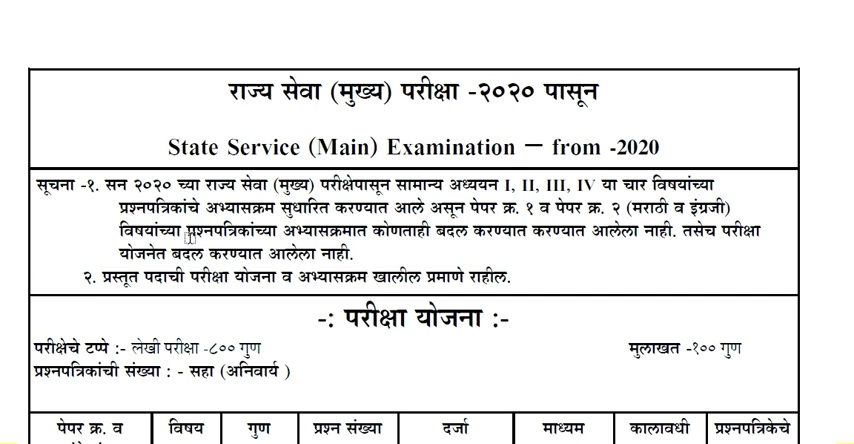 राज्य सेवा (मुख्य) परीक्षा -२०२० पासून
State Service (Main) Examination – from -2020
सूचना -१. सन २०२० च्या राज्य सेवा (मुख्य) परीक्षेपासून सामान्य अध्ययन I, II, III, IV या चार विषयांच्या
प्रश्नपत्रिकांचे अभ्यासक्रम सुधारित करण्यात आले असून पेपर क्र. १ व पेपर क्र. २ (मराठी व इंग्रजी)
विषयांच्या प्रश्नपत्रिकांच्या अभ्यासक्रमात कोणताही बदल करण्यात करण्यात आलेला नाही. तसेच परीक्षा
योजनेत बदल करण्यात आलेला नाही.
२. प्रस्तूत पदाची परीक्षा योजना व अभ्यासक्रम खालील प्रमाणे राहील.
-: परीक्षा योजना :-
परीक्षेचे टप्पे :- लेखी परीक्षा -८०० गुण मुलाखत -१०० गुण
प्रश्नपत्रिकांची संख्या : - सहा (अनिवार्य )
पेपर क्र. व विषय गुण प्रश्न संख्या दर्जा माध्यम कालावधी प्रश्नपत्रिकेचे